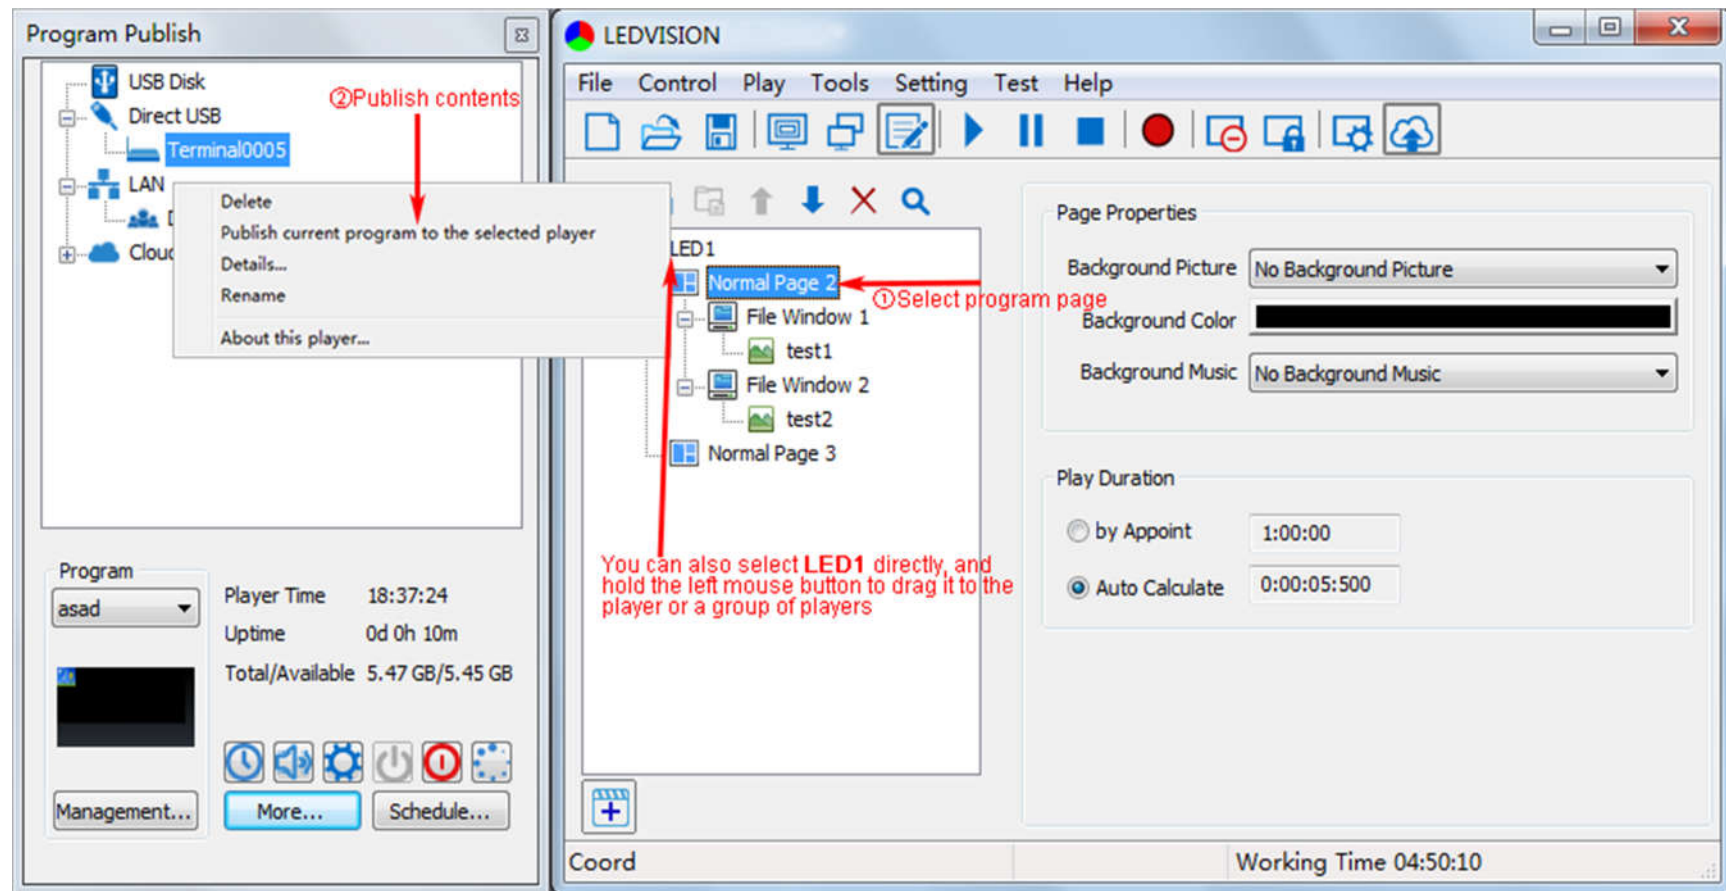 Program Publish
USB Disk
②Publish contents
Direct USB
Terminal0005
LAN
Delete
Publish current program to the selected player
Details...
Rename
About this player...
Cloud
Program
asad
Player Time 18:37:24
Uptime 0d 0h 10m
Total/Available 5.47 GB/5.45 GB
Management...
More...
Schedule...
LEDVISION
File Control Play Tools Setting Test Help
LED1
Normal Page 2
①Select program page
File Window 1
test1
File Window 2
test2
Normal Page 3
You can also select LED1 directly, and
hold the left mouse button to drag it to the
player or a group of players
Page Properties
Background Picture No Background Picture
Background Color
Background Music No Background Music
Play Duration
by Appoint 1:00:00
Auto Calculate 0:00:05:500
Coord
Working Time 04:50:10